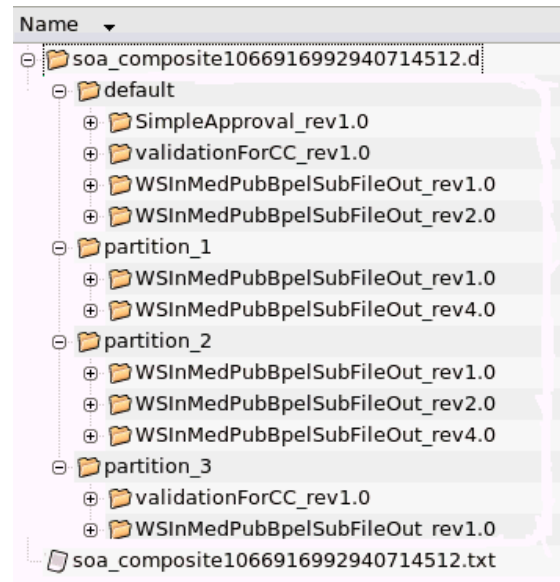 Name
soa_composite1066916992940714512.d
default
SimpleApproval_rev1.0
validationForCC_rev1.0
WSInMedPubBpelSubFileOut_rev1.0
WSInMedPubBpelSubFileOut_rev2.0
partition_1
WSInMedPubBpelSubFileOut_rev1.0
WSInMedPubBpelSubFileOut_rev4.0
partition_2
WSInMedPubBpelSubFileOut_rev1.0
WSInMedPubBpelSubFileOut_rev2.0
WSInMedPubBpelSubFileOut_rev4.0
partition_3
validationForCC_rev1.0
WSInMedPubBpelSubFileOut_rev1.0
soa_composite1066916992940714512.txt